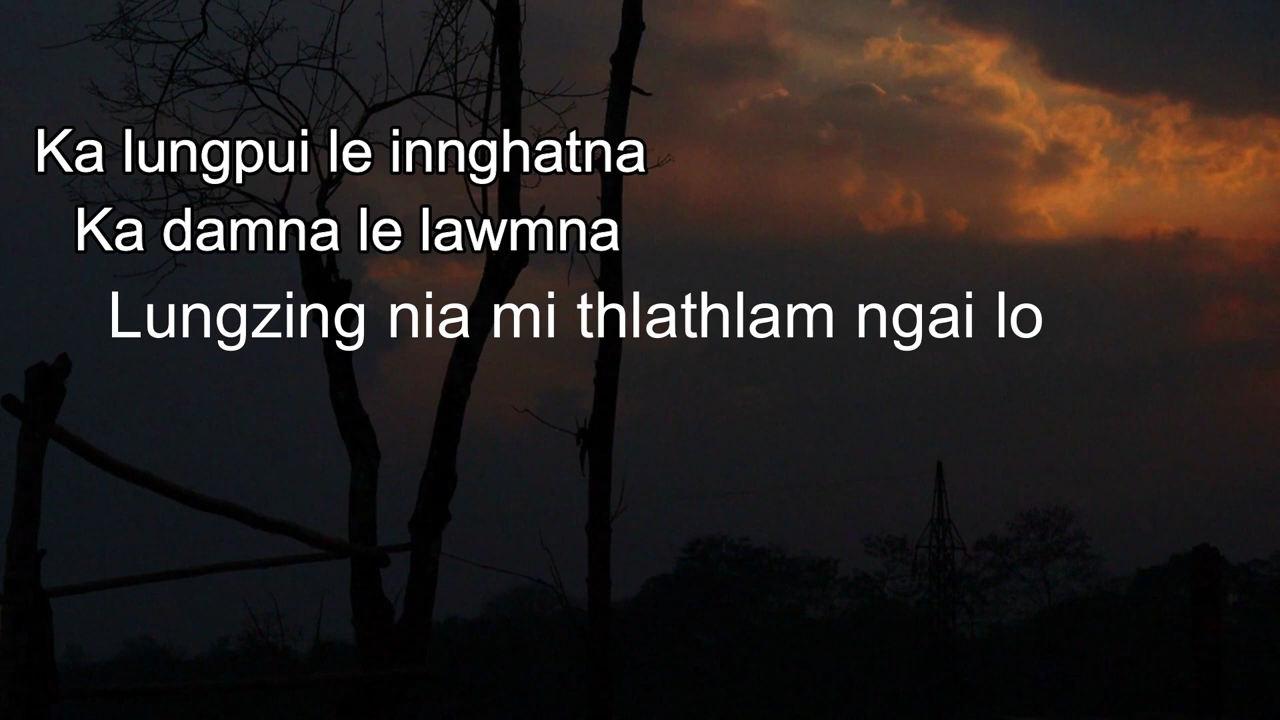 Ka lungpui le innghatna
Ka damna le lawmna
Lungzing nia mi thlathlam ngai lo